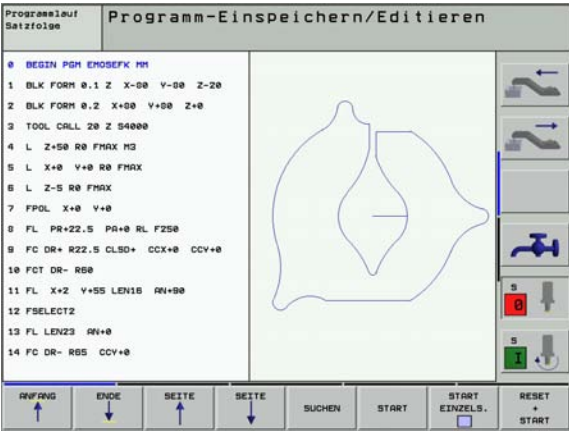 Programmlauf
Satzfolge
Programm-Einspeichern/Editieren
0 BEGIN PGM EMOSEFK MM
1 BLK FORM 0.1 Z X-80 Y-80 Z-20
2 BLK FORM 0.2 X+80 Y+80 Z+0
3 TOOL CALL 20 Z S4000
4 L Z+50 R0 FMAX M3
5 L X+0 Y+0 R0 FMAX
6 L Z-5 R0 FMAX
7 FPOL X+0 Y+0
8 FL PR+22.5 PA+0 RL F250
9 FC DR+ R22.5 CLSD+ CCX+0 CCY+0
10 FCT DR- R60
11 FL X+2 Y+55 LEN16 AN+90
12 FSELECT2
13 FL LEN23 AN+0
14 FC DR- R65 CCY+0
S
0
S
I
ANFANG
ENDE
SEITE
SEITE
SUCHEN
START
START
EINZELS.
RESET
+
START